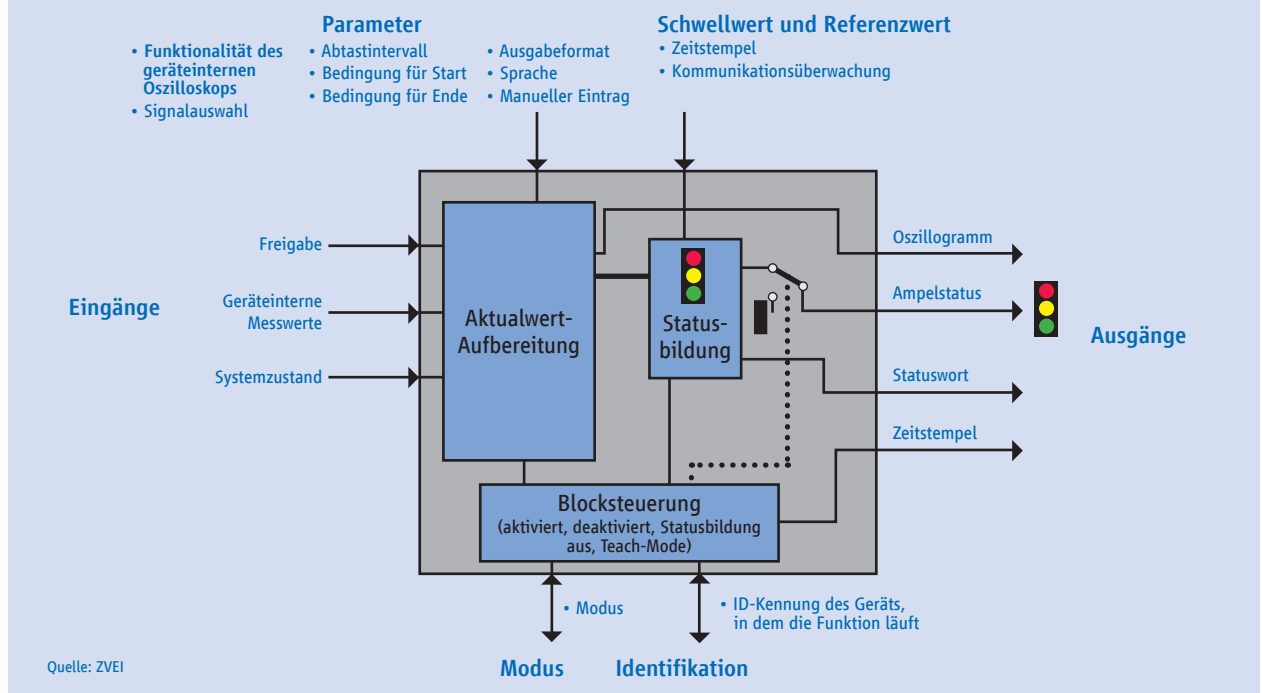 Parameter
Schwellwert und Referenzwert
• Funktionalität des
geräteinternen
Oszilloskops
• Signalauswahl
• Abtastintervall
• Bedingung für Start
• Bedingung für Ende
• Ausgabeformat
• Sprache
• Manueller Eintrag
• Zeitstempel
• Kommunikationsüberwachung
Eingänge
Freigabe
Geräteinterne
Messwerte
Systemzustand
Aktualwert-
Aufbereitung
Status-
bildung
Oszillogramm
Ampelstatus
Statuswort
Zeitstempel
Ausgänge
Blocksteuerung
(aktiviert, deaktiviert, Statusbildung
aus, Teach-Mode)
• Modus
• ID-Kennung des Geräts,
in dem die Funktion läuft
Modus
Identifikation
Quelle: ZVEI